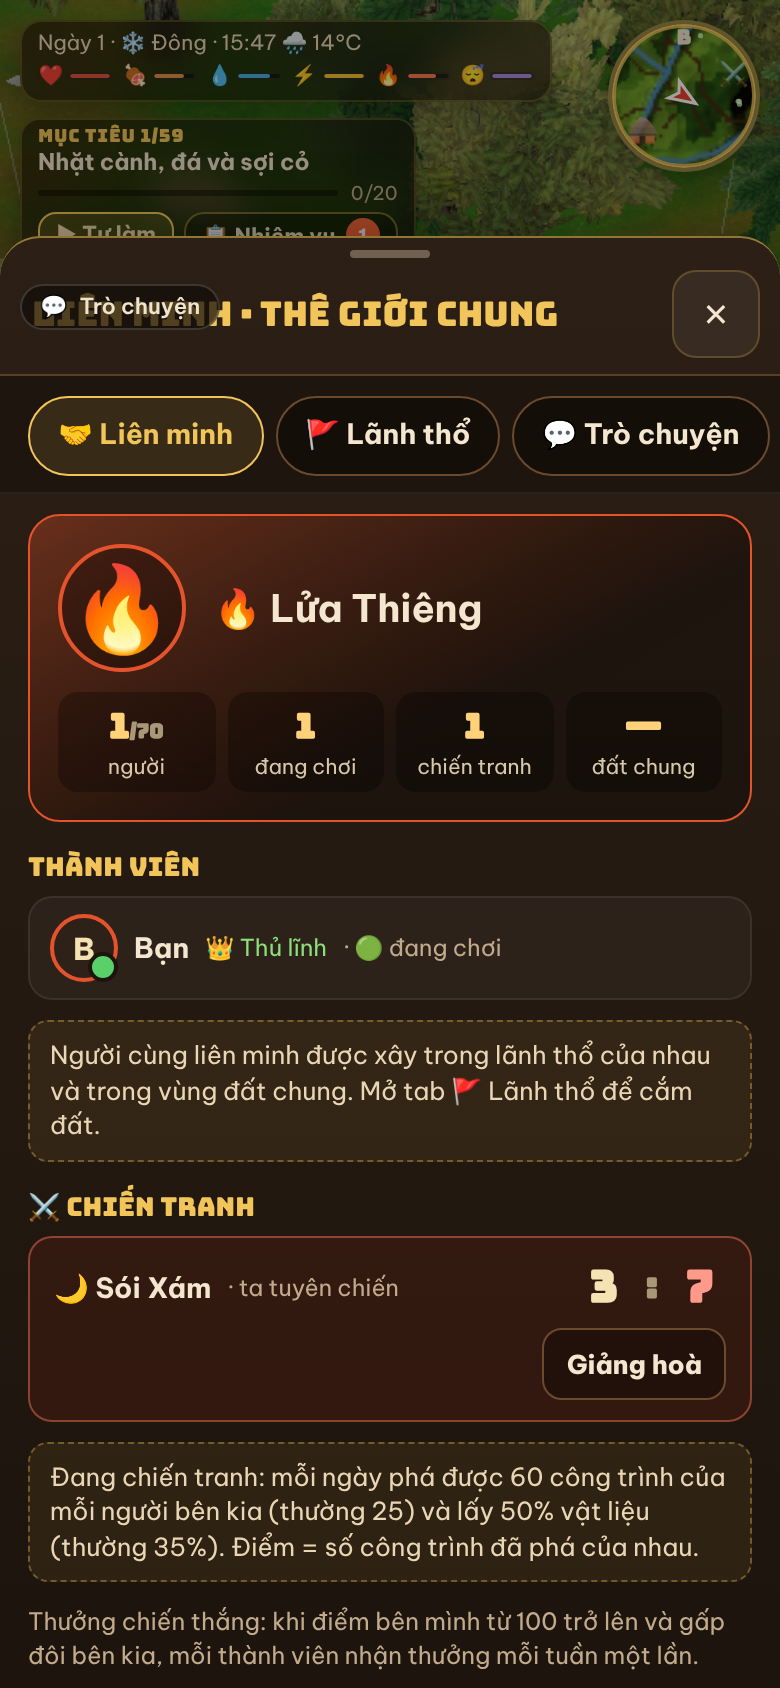 Ngày 1 · ❄️ Đông · 15:47 🌧️ 14°C
B
MỤC TIÊU 1/59
Nhặt cành, đá và sợi cỏ
0/20
▶ Tự làm
📋 Nhiệm vụ 1
💬 Trò chuyện
LIÊN MINH · THẾ GIỚI CHUNG
✕
🤝 Liên minh
🚩 Lãnh thổ
💬 Trò chuyện
🔥 Lửa Thiêng
1/70
người
1
đang chơi
1
chiến tranh
—
đất chung
THÀNH VIÊN
B
Bạn 👑 Thủ lĩnh · 🟢 đang chơi
Người cùng liên minh được xây trong lãnh thổ của nhau
và trong vùng đất chung. Mở tab 🚩 Lãnh thổ để cắm
đất.
⚔️ CHIẾN TRANH
🌙 Sói Xám · ta tuyên chiến 3 : 7
Giảng hoà
Đang chiến tranh: mỗi ngày phá được 60 công trình của
mỗi người bên kia (thường 25) và lấy 50% vật liệu
(thường 35%). Điểm = số công trình đã phá của nhau.
Thưởng chiến thắng: khi điểm bên mình từ 100 trở lên và gấp
đôi bên kia, mỗi thành viên nhận thưởng mỗi tuần một lần.